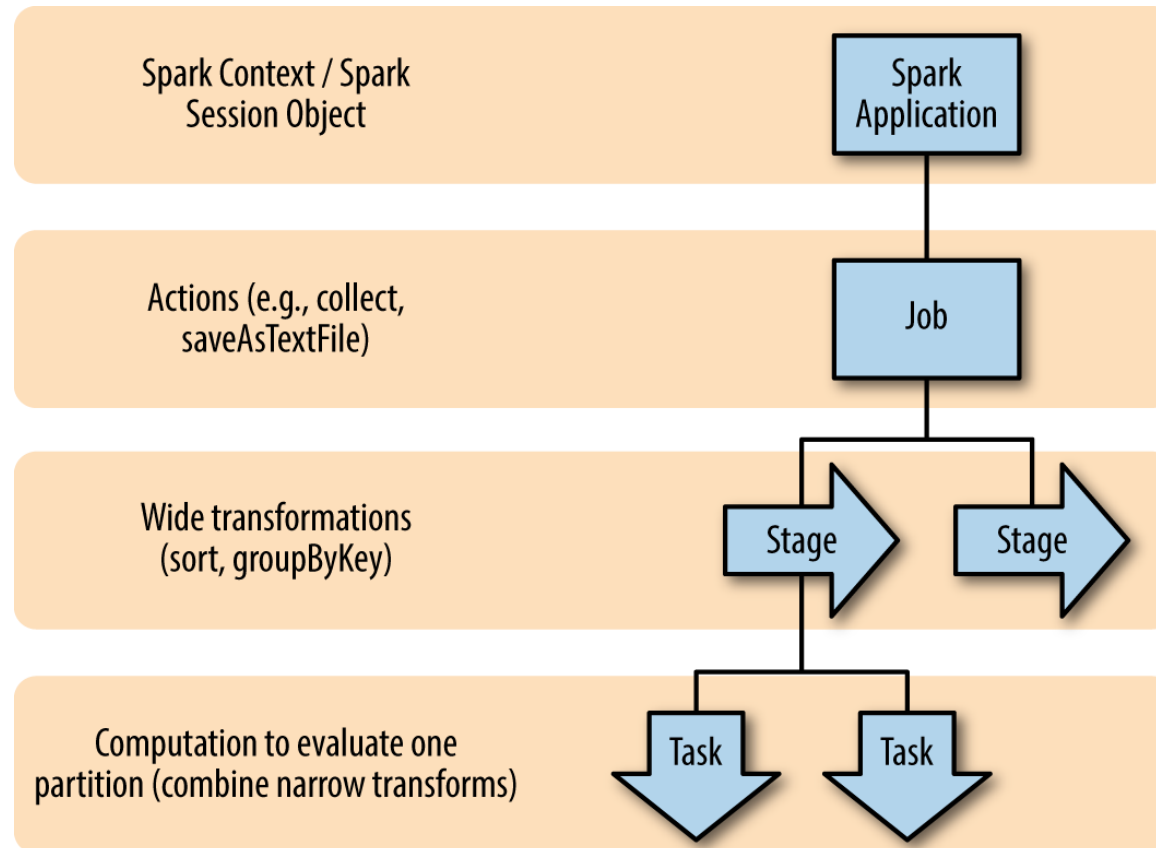 Spark Context / Spark
Session Object
Spark
Application
Actions (e.g., collect,
saveAsTextFile)
Job
Wide transformations
(sort, groupByKey)
Stage
Stage
Computation to evaluate one
partition (combine narrow transforms)
Task
Task